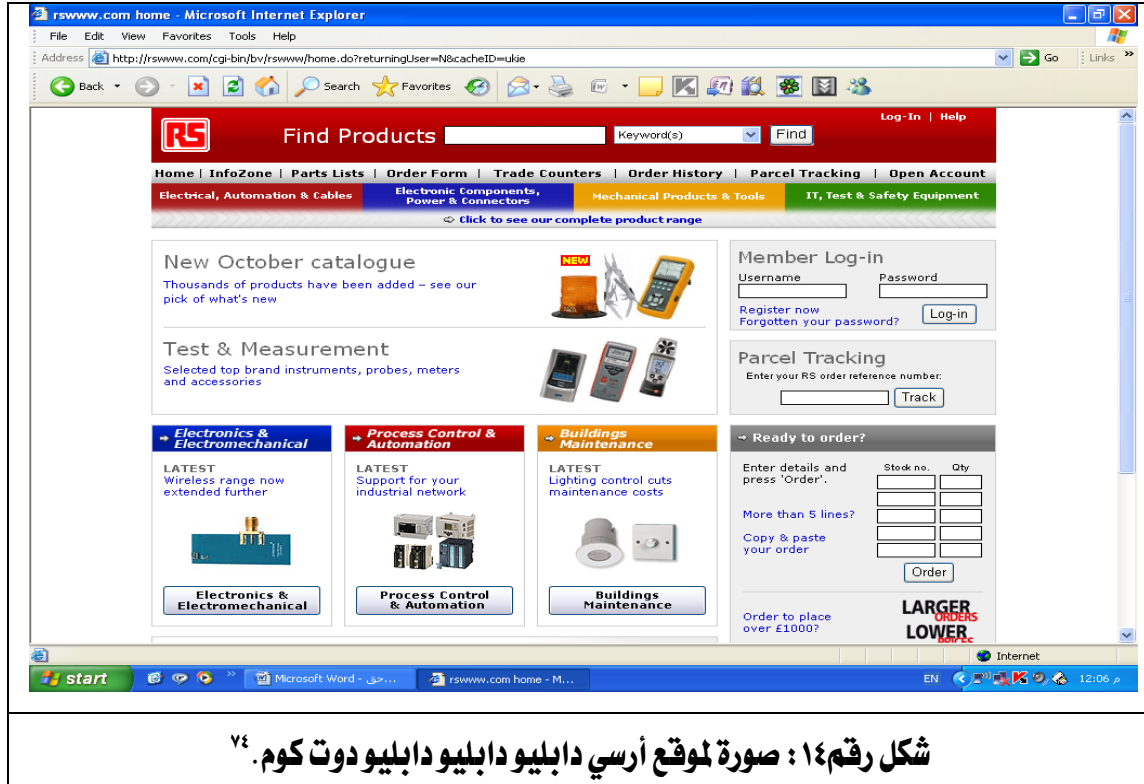 rswww.com home - Microsoft Internet Explorer
File Edit View Favorites Tools Help
Address http://rswww.com/cgi-bin/bv/rswww/home.do?returningUser=N&cacheID=ukie Go Links
Back Search Favorites
Log-In | Help
RS Find Products Keyword(s) Find
Home | InfoZone | Parts Lists | Order Form | Trade Counters | Order History | Parcel Tracking | Open Account
Electrical, Automation & Cables
Electronic Components,
Power & Connectors
Mechanical Products & Tools
IT, Test & Safety Equipment
Click to see our complete product range
New October catalogue
NEW
Thousands of products have been added – see our
pick of what's new
Test & Measurement
Selected top brand instruments, probes, meters
and accessories
Member Log-in
Username Password
Register now
Forgotten your password?
Log-in
Parcel Tracking
Enter your RS order reference number:
Track
Electronics &
Electromechanical
LATEST
Wireless range now
extended further
Electronics &
Electromechanical
Process Control &
Automation
LATEST
Support for your
industrial network
Process Control
& Automation
Buildings
Maintenance
LATEST
Lighting control cuts
maintenance costs
Buildings
Maintenance
Ready to order?
Enter details and
press 'Order'.
Stock no. Qty
More than 5 lines?
Copy & paste
your order
Order
Order to place
over £1000?
LARGER
ORDERS
LOWER
PRICES
Internet
start Microsoft Word - حق... rswww.com home - M... EN 12:06 م
شكل رقم١٤ : صورة لموقع أرسي دابليو دابليو دابليو دوت كوم.٧٤